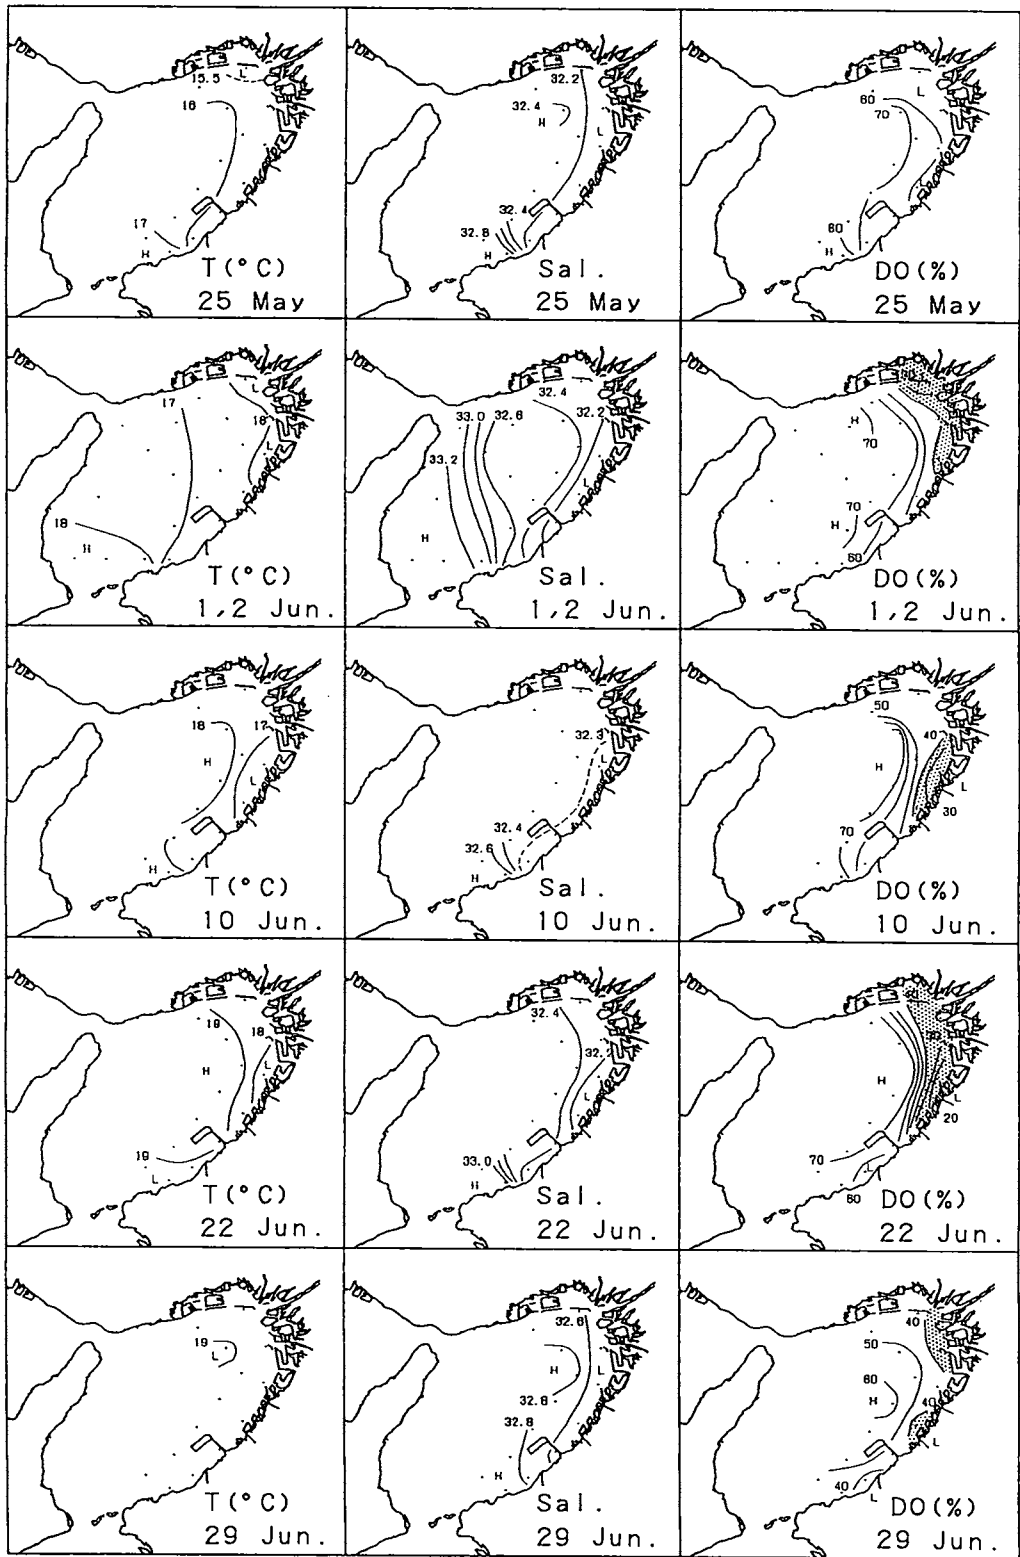 15.5
L
16
17
H
T(°C)
25 May
32.2
32.4
H
L
32.4
32.8
H
Sal.
25 May
L
60
70
60
H
DO(%)
25 May
L
17
16
L
18
H
T(°C)
1,2 Jun.
32.4
33.0 32.6
32.2
33.2
L
H
Sal.
1,2 Jun.
H
70
70
H
60
DO(%)
1,2 Jun.
18
17
H
L
H
T(°C)
10 Jun.
32.3
L
32.4
32.6
H
Sal.
10 Jun.
50
40
H
L
30
70
DO(%)
10 Jun.
19
18
H
L
19
L
T(°C)
22 Jun.
32.4
32.2
L
33.0
H
Sal.
22 Jun.
H
L
20
70
L
60
DO(%)
22 Jun.
19
L
T(°C)
29 Jun.
32.6
H
L
32.8
32.8
H
Sal.
29 Jun.
40
50
60
H
40
L
40
L
DO(%)
29 Jun.